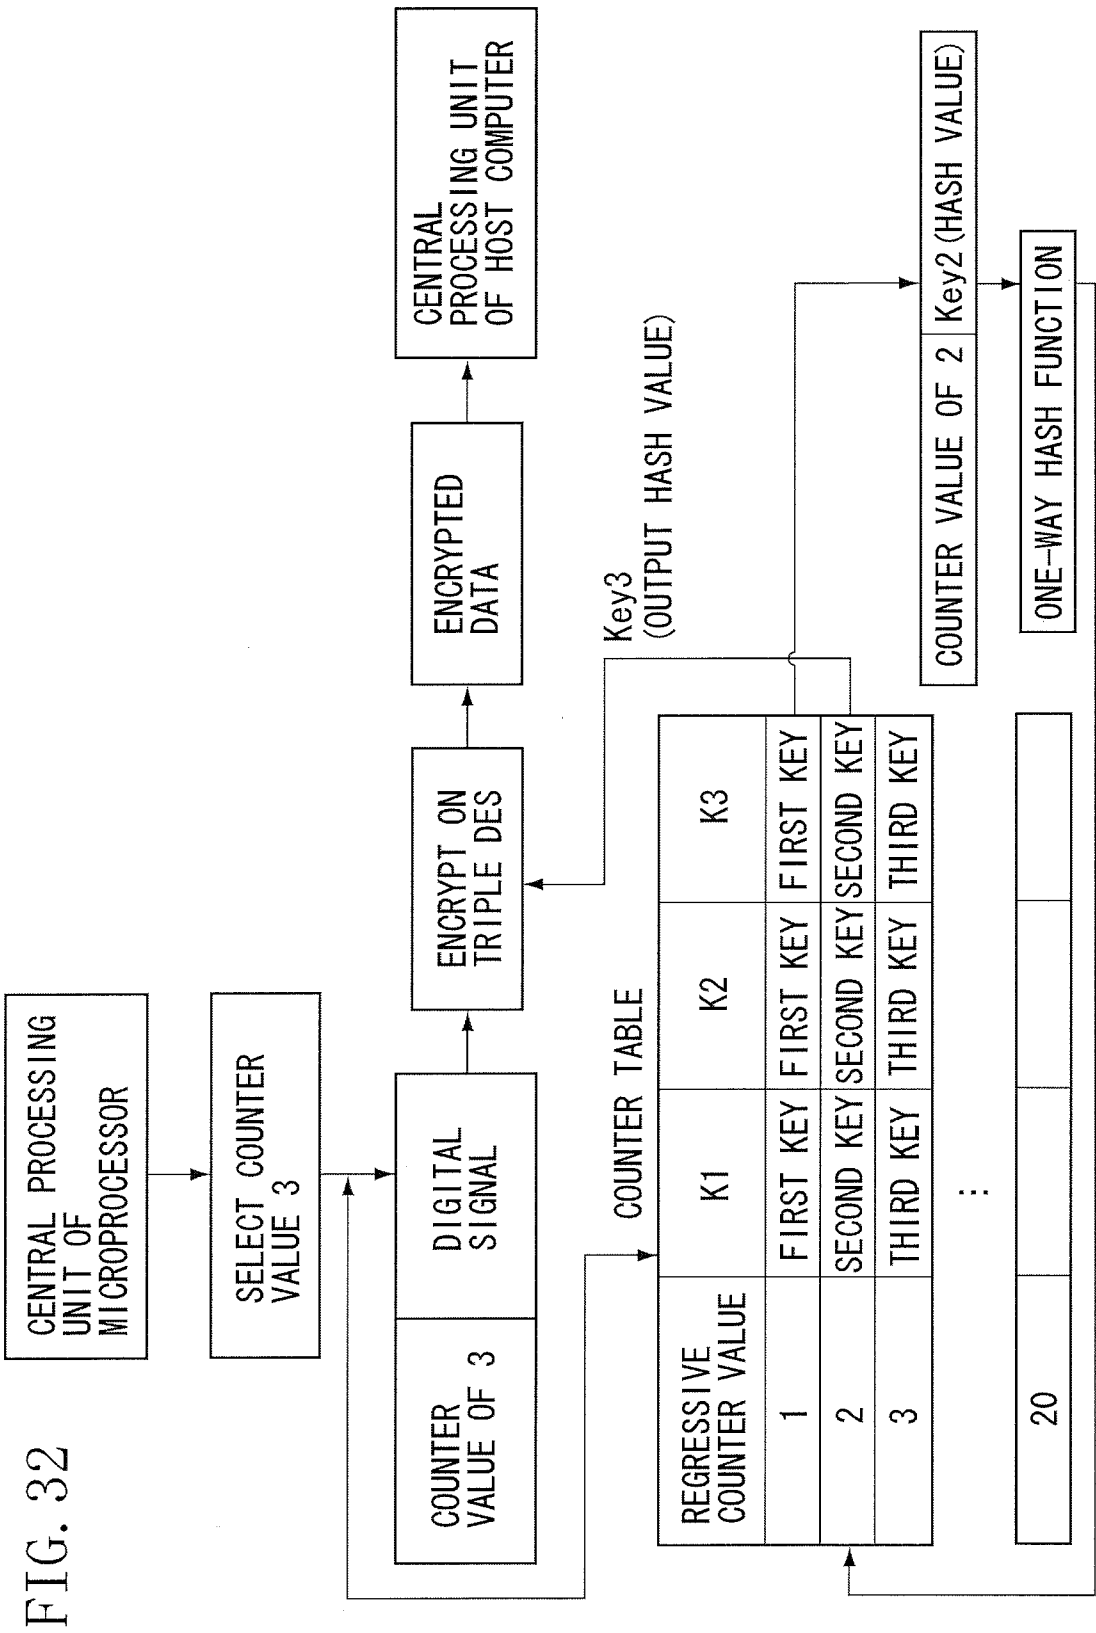 FIG. 32
CENTRAL PROCESSING
UNIT OF
MICROPROCESSOR
SELECT COUNTER
VALUE 3
COUNTER
VALUE OF 3
DIGITAL
SIGNAL
ENCRYPT ON
TRIPLE DES
ENCRYPTED
DATA
CENTRAL
PROCESSING UNIT
OF HOST COMPUTER
Key3
(OUTPUT HASH VALUE)
COUNTER TABLE
REGRESSIVE
COUNTER VALUE
K1
K2
K3
1
FIRST KEY
FIRST KEY
FIRST KEY
2
SECOND KEY
SECOND KEY
SECOND KEY
3
THIRD KEY
THIRD KEY
THIRD KEY
...
20
COUNTER VALUE OF 2
Key2(HASH VALUE)
ONE-WAY HASH FUNCTION